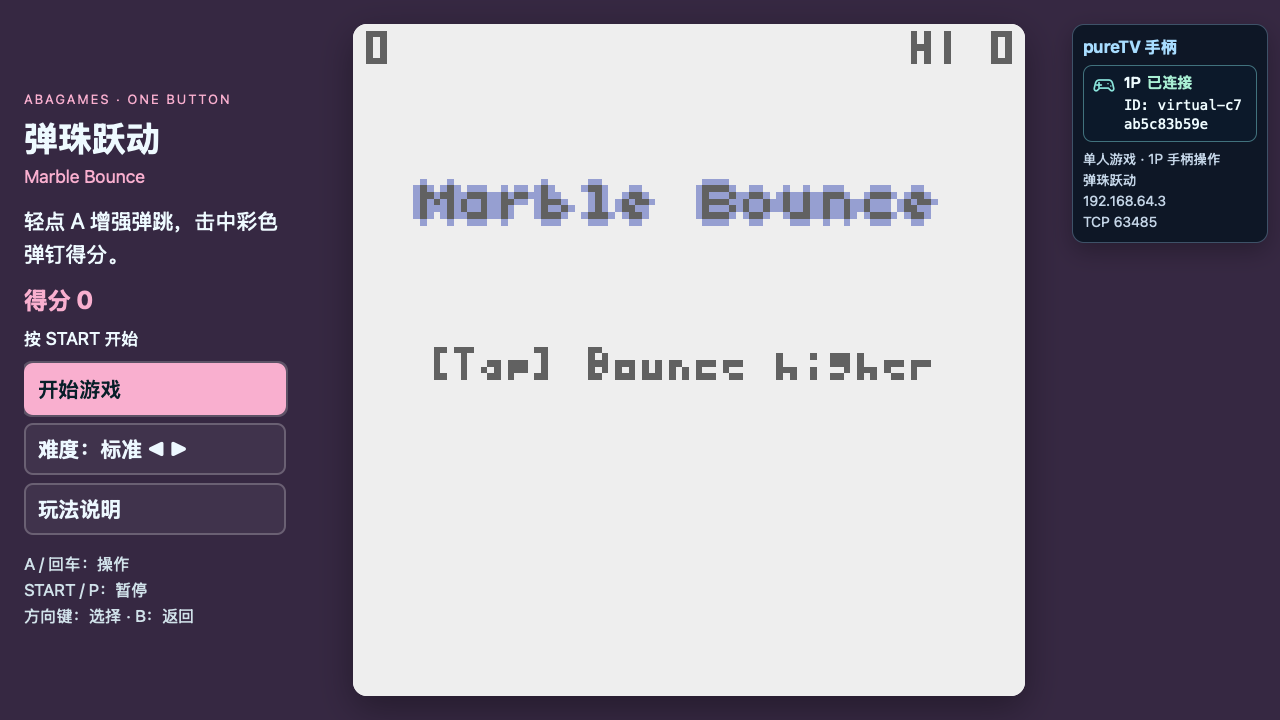 ABAGAMES · ONE BUTTON
弹珠跃动
Marble Bounce
轻点 A 增强弹跳，击中彩色
弹钉得分。
得分 0
按 START 开始
开始游戏
难度：标准 ◀ ▶
玩法说明
A / 回车：操作
START / P：暂停
方向键：选择 · B：返回
0
HI 0
Marble Bounce
[Tap] Bounce higher
pureTV 手柄
1P 已连接
ID: virtual-c7
ab5c83b59e
单人游戏 · 1P 手柄操作
弹珠跃动
192.168.64.3
TCP 63485